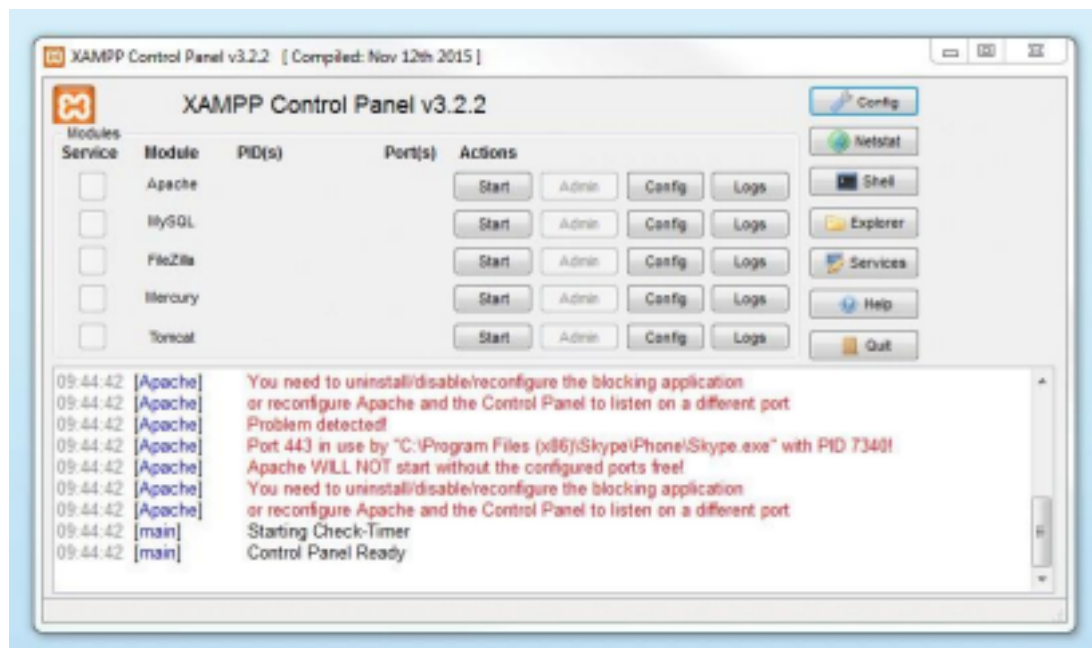 XAMPP Control Panel v3.2.2 [ Compiled: Nov 12th 2015 ]
XAMPP Control Panel v3.2.2
Config
Modules
Service Module PID(s) Port(s) Actions
Netstat
Apache Start Admin Config Logs
Shell
MySQL Start Admin Config Logs
Explorer
FileZilla Start Admin Config Logs
Services
Mercury Start Admin Config Logs
Help
Tomcat Start Admin Config Logs
Quit
09:44:42 [Apache] You need to uninstall/disable/reconfigure the blocking application
09:44:42 [Apache] or reconfigure Apache and the Control Panel to listen on a different port
09:44:42 [Apache] Problem detected!
09:44:42 [Apache] Port 443 in use by "C:\Program Files (x86)\Skype\Phone\Skype.exe" with PID 7340!
09:44:42 [Apache] Apache WILL NOT start without the configured ports free!
09:44:42 [Apache] You need to uninstall/disable/reconfigure the blocking application
09:44:42 [Apache] or reconfigure Apache and the Control Panel to listen on a different port
09:44:42 [main] Starting Check-Timer
09:44:42 [main] Control Panel Ready